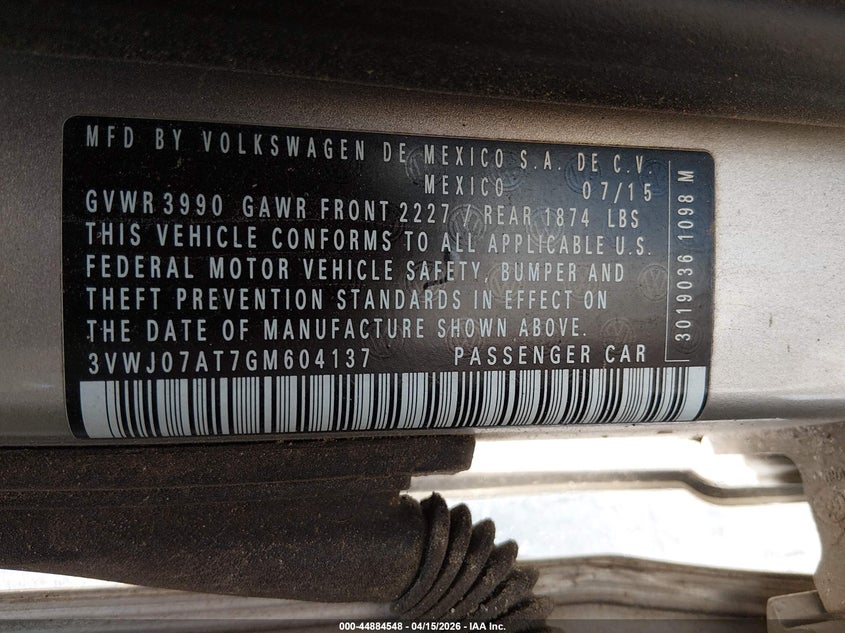 MFD BY VOLKSWAGEN DE MEXICO S.A. DE C.V.
MEXICO 07/15
GVWR 3990 GAWR FRONT 2227 / REAR 1874 LBS
THIS VEHICLE CONFORMS TO ALL APPLICABLE U.S.
FEDERAL MOTOR VEHICLE SAFETY, BUMPER AND
THEFT PREVENTION STANDARDS IN EFFECT ON
THE DATE OF MANUFACTURE SHOWN ABOVE.
3VWJ07AT7GM604137 PASSENGER CAR
3019036 1098 M
000-44884548 - 04/15/2026 - IAA Inc.